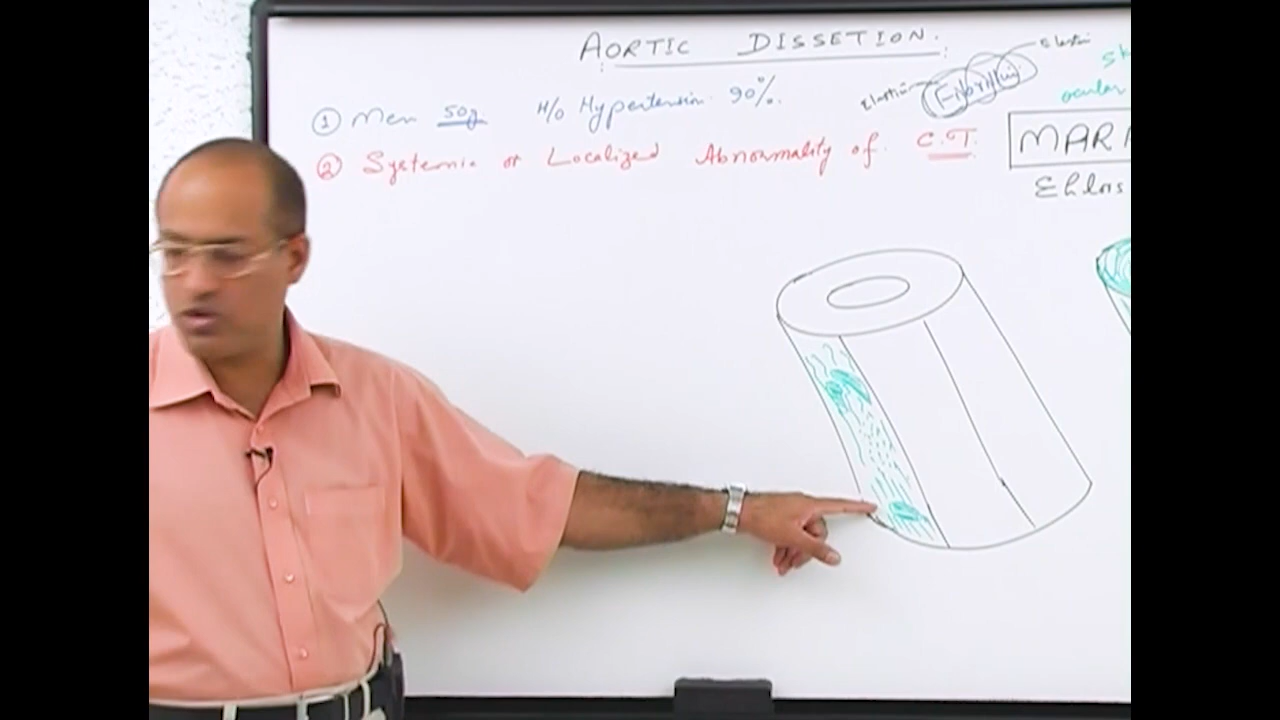 AORTIC DISSETION.
Elastin Fibrillin Elastin
ocular
① Men 50y H/o Hypertension 90%.
② Systemic or Localized Abnormality of C.T.
MAR
Ehlers